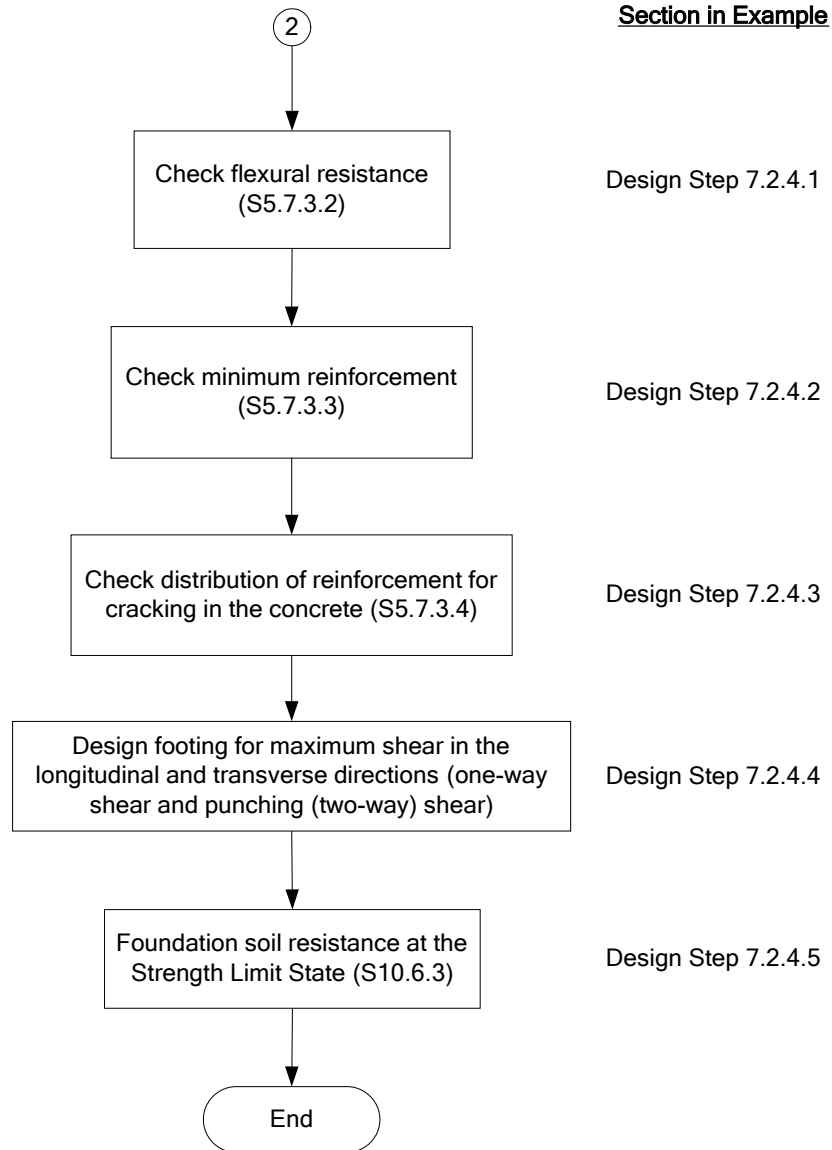 Section in Example
2
Check flexural resistance
(S5.7.3.2)
Design Step 7.2.4.1
Check minimum reinforcement
(S5.7.3.3)
Design Step 7.2.4.2
Check distribution of reinforcement for
cracking in the concrete (S5.7.3.4)
Design Step 7.2.4.3
Design footing for maximum shear in the
longitudinal and transverse directions (one-way
shear and punching (two-way) shear)
Design Step 7.2.4.4
Foundation soil resistance at the
Strength Limit State (S10.6.3)
Design Step 7.2.4.5
End